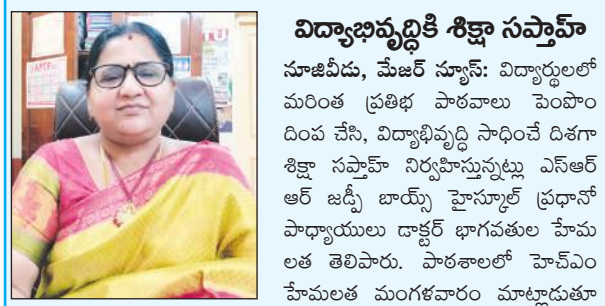 విద్యాభివృద్ధికి శిక్షా సప్తాహ్
నూజివీడు, మేజర్ న్యూస్: విద్యార్థులలో
మరింత ప్రతిభ పాఠవాలు పెంపొం
దింప చేసి, విద్యాభివృద్ధి సాధించే దిశగా
శిక్షా సప్తాహ్ నిర్వహిస్తున్నట్లు ఎస్ఆర్
ఆర్ జడ్పీ బాయ్స్ హైస్కూల్ ప్రధానో
పాధ్యాయులు డాక్టర్ భాగవతుల హేమ
లత తెలిపారు. పాఠశాలలో హెచ్ఎం
హేమలత మంగళవారం మాట్లాడుతూ